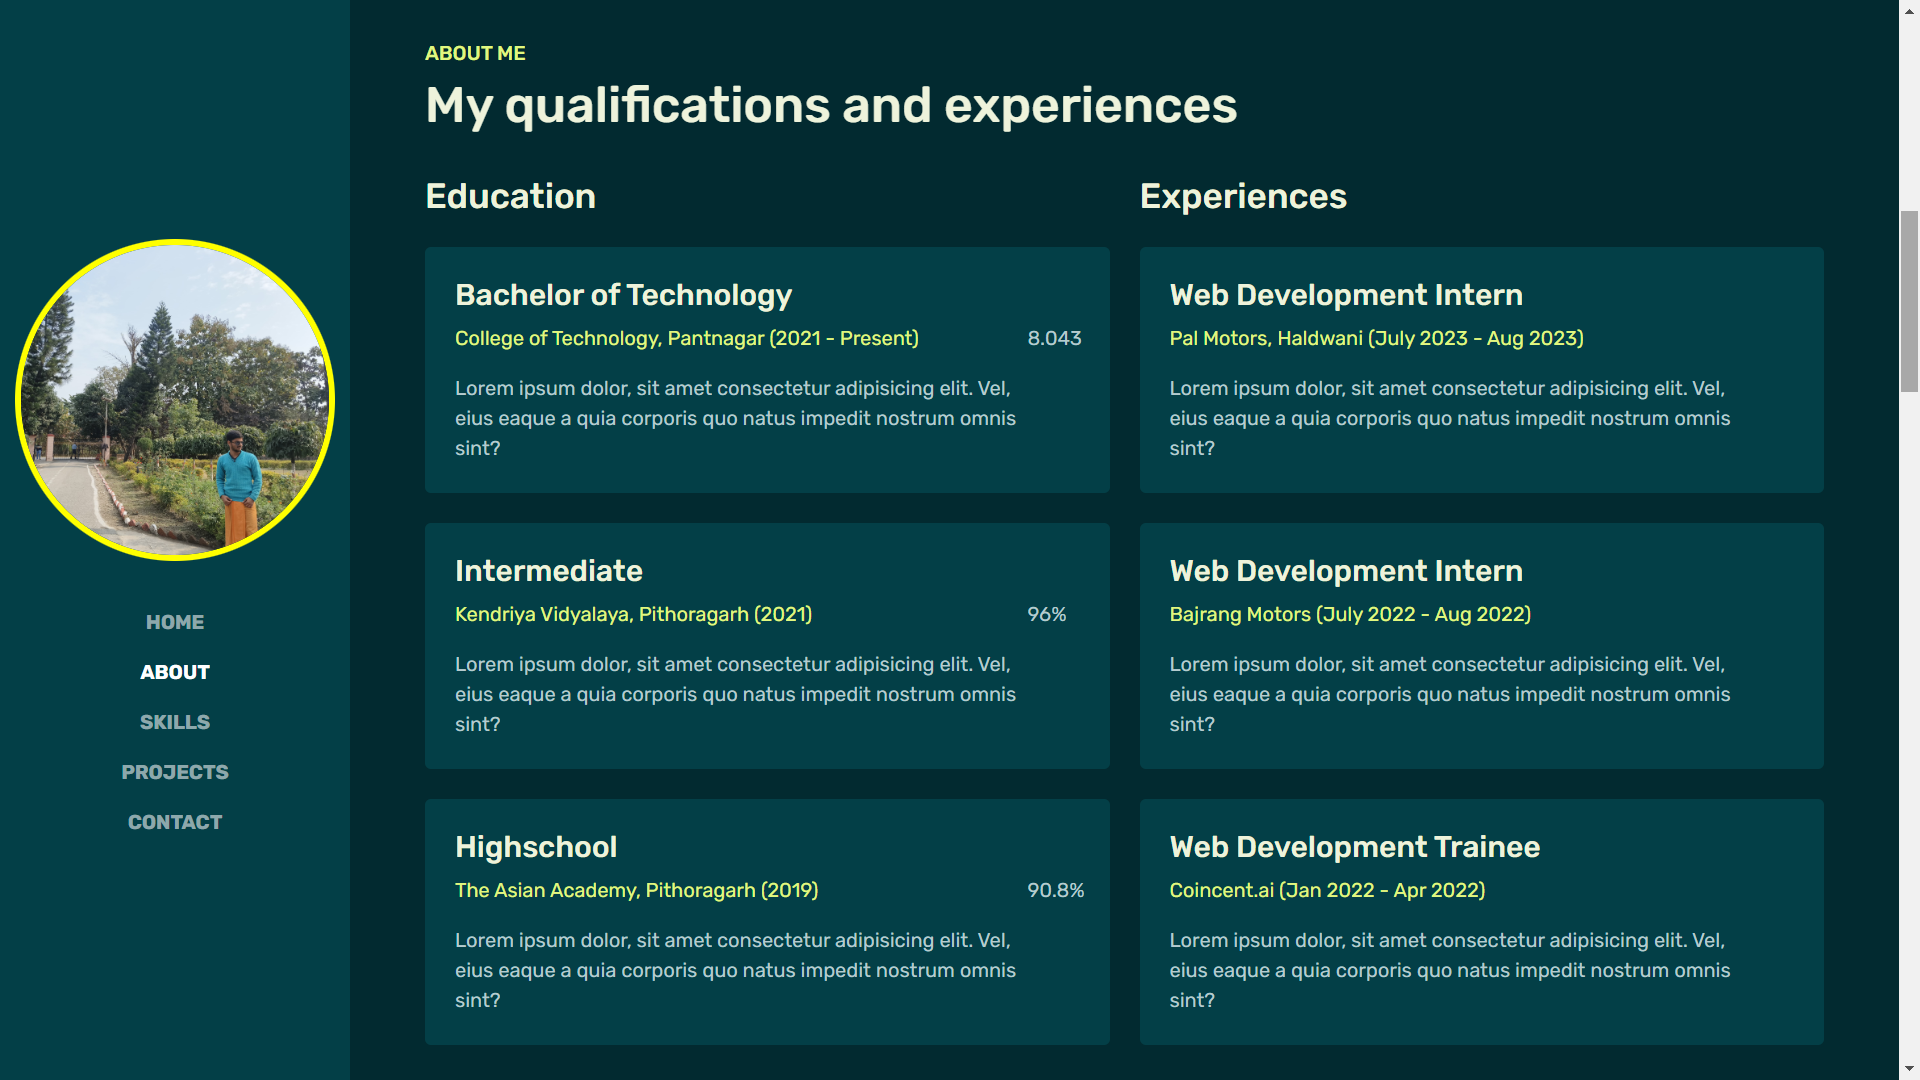 HOME
ABOUT
SKILLS
PROJECTS
CONTACT
ABOUT ME
My qualifications and experiences
Education
Bachelor of Technology
College of Technology, Pantnagar (2021 - Present) 8.043
Lorem ipsum dolor, sit amet consectetur adipisicing elit. Vel,
eius eaque a quia corporis quo natus impedit nostrum omnis
sint?
Intermediate
Kendriya Vidyalaya, Pithoragarh (2021) 96%
Lorem ipsum dolor, sit amet consectetur adipisicing elit. Vel,
eius eaque a quia corporis quo natus impedit nostrum omnis
sint?
Highschool
The Asian Academy, Pithoragarh (2019) 90.8%
Lorem ipsum dolor, sit amet consectetur adipisicing elit. Vel,
eius eaque a quia corporis quo natus impedit nostrum omnis
sint?
Experiences
Web Development Intern
Pal Motors, Haldwani (July 2023 - Aug 2023)
Lorem ipsum dolor, sit amet consectetur adipisicing elit. Vel,
eius eaque a quia corporis quo natus impedit nostrum omnis
sint?
Web Development Intern
Bajrang Motors (July 2022 - Aug 2022)
Lorem ipsum dolor, sit amet consectetur adipisicing elit. Vel,
eius eaque a quia corporis quo natus impedit nostrum omnis
sint?
Web Development Trainee
Coincent.ai (Jan 2022 - Apr 2022)
Lorem ipsum dolor, sit amet consectetur adipisicing elit. Vel,
eius eaque a quia corporis quo natus impedit nostrum omnis
sint?